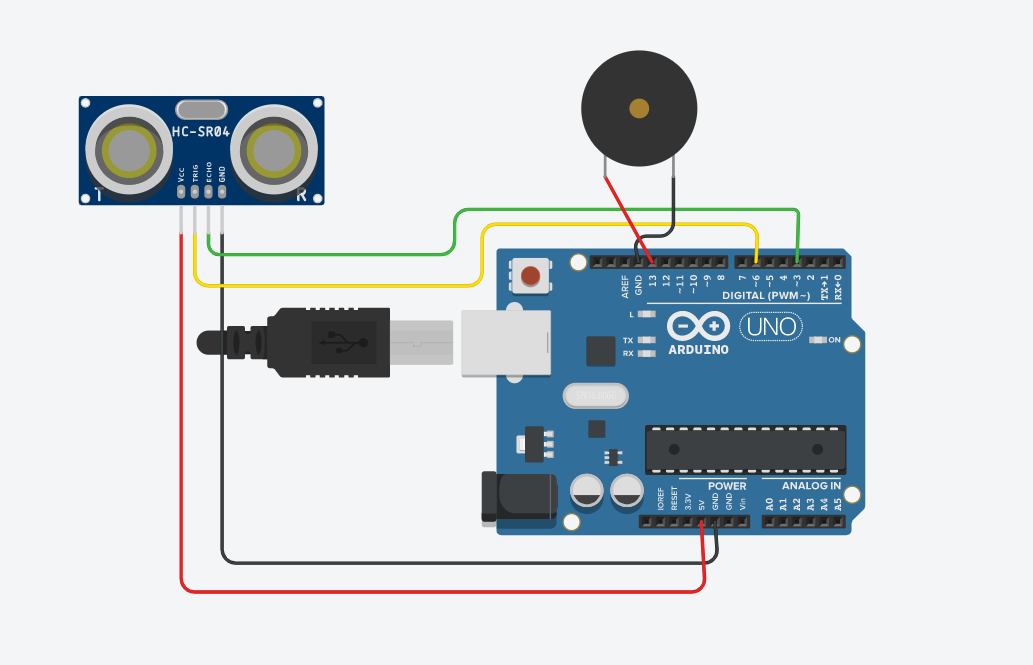 HC-SR04
VCC
TRIG
ECHO
GND
T
R
AREF
GND
13
12
~11
~10
~9
8
7
~6
~5
4
~3
2
TX→1
RX←0
DIGITAL (PWM~)
L
TX
RX
ARDUINO
UNO
ON
POWER
ANALOG IN
IOREF
RESET
3.3V
5V
GND
GND
Vin
A0
A1
A2
A3
A4
A5